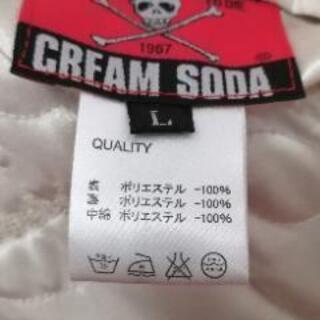 1967
CREAM SODA
L
QUALITY
表 ポリエステル -100%
裏 ポリエステル -100%
中綿 ポリエステル -100%